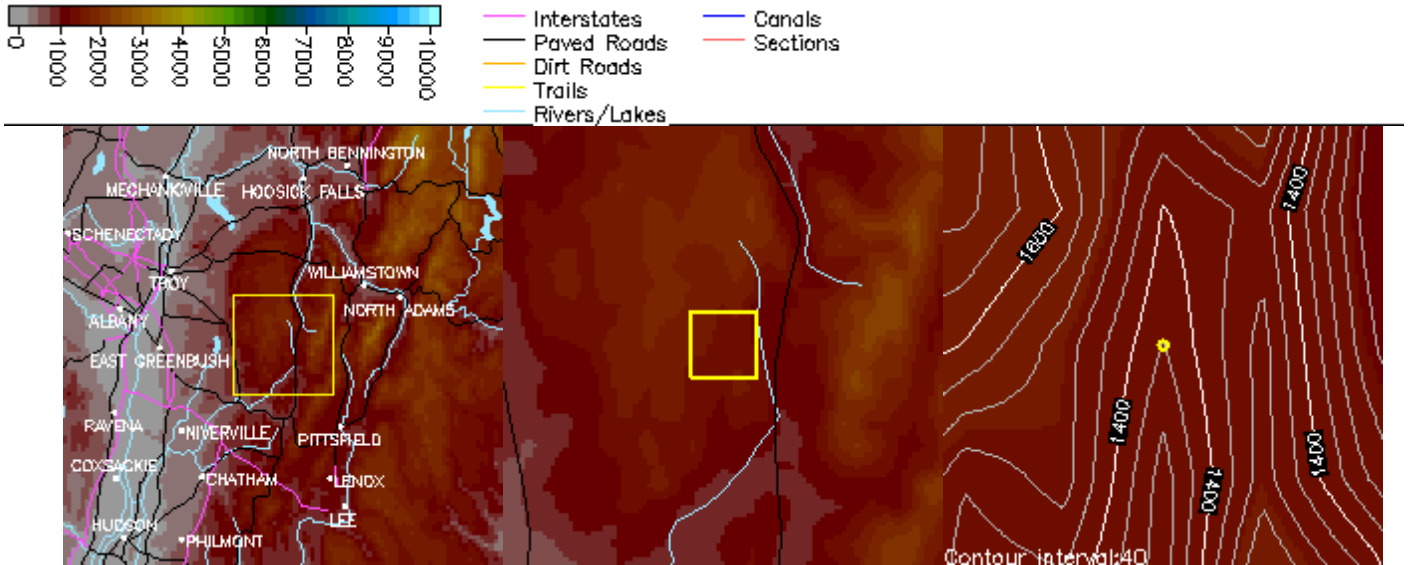 0 1000 2000 3000 4000 5000 6000 7000 8000 9000 10000
Interstates
Paved Roads
Dirt Roads
Trails
Rivers/Lakes
Canals
Sections
NORTH BENNINGTON
MECHANKVILLE
HOOSICK FALLS
SCHENECTADY
TROY
WILLIAMSTOWN
NORTH ADAMS
ALBANY
EAST GREENBUSH
RAVENA
NIVERVILLE
PITTSFIELD
COXSACKIE
CHATHAM
LENOX
LEE
HUDSON
PHILMONT
1400
1600
1400
1400
1400
Contour interval:40